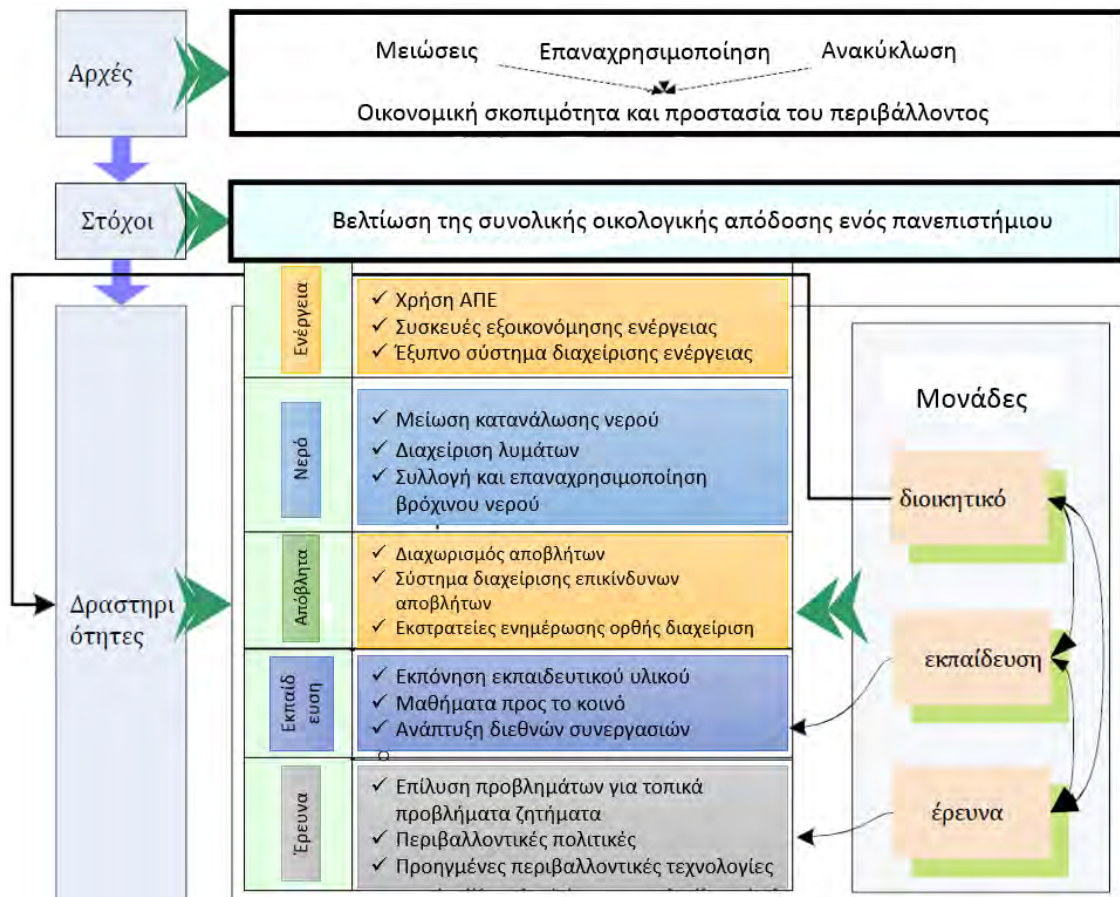 Αρχές
Μειώσεις Επαναχρησιμοποίηση Ανακύκλωση
Οικονομική σκοπιμότητα και προστασία του περιβάλλοντος
Στόχοι
Βελτίωση της συνολικής οικολογικής απόδοσης ενός πανεπιστήμιου
Δραστηρι
ότητες
Ενέργεια
✓ Χρήση ΑΠΕ
✓ Συσκευές εξοικονόμησης ενέργειας
✓ Έξυπνο σύστημα διαχείρισης ενέργειας
Νερό
✓ Μείωση κατανάλωσης νερού
✓ Διαχείριση λυμάτων
✓ Συλλογή και επαναχρησιμοποίηση
βρόχινου νερού
Απόβλητα
✓ Διαχωρισμός αποβλήτων
✓ Σύστημα διαχείρισης επικίνδυνων
αποβλήτων
✓ Εκστρατείες ενημέρωσης ορθής διαχείριση
Εκπαίδ
ευση
✓ Εκπόνηση εκπαιδευτικού υλικού
✓ Μαθήματα προς το κοινό
✓ Ανάπτυξη διεθνών συνεργασιών
Έρευνα
✓ Επίλυση προβλημάτων για τοπικά
προβλήματα ζητήματα
✓ Περιβαλλοντικές πολιτικές
✓ Προηγμένες περιβαλλοντικές τεχνολογίες
Μονάδες
διοικητικό
εκπαίδευση
έρευνα